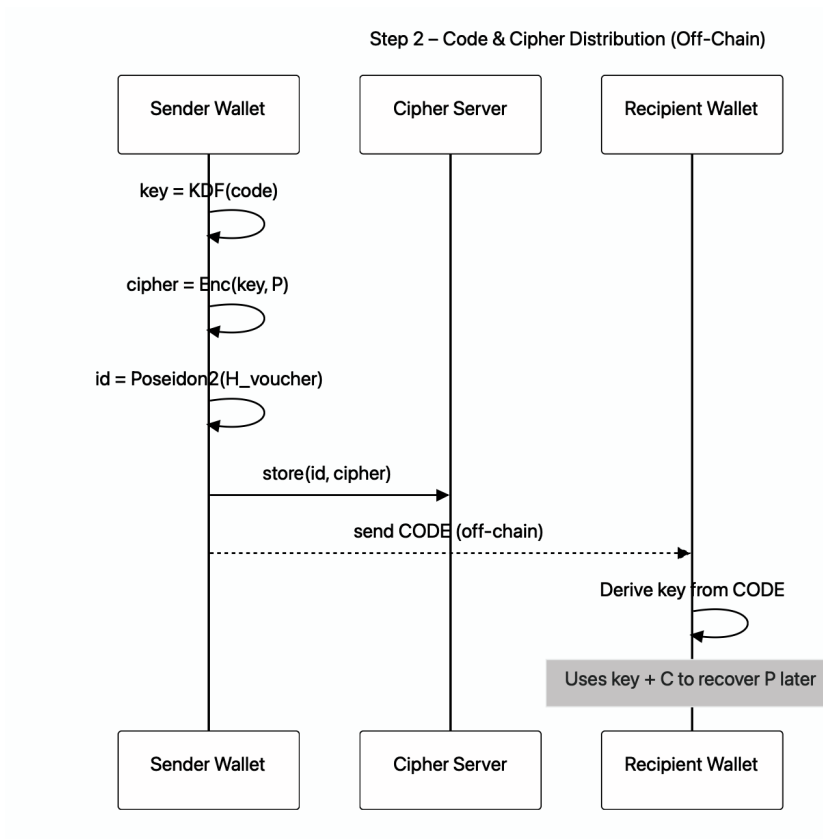 Step 2 – Code & Cipher Distribution (Off-Chain)
Sender Wallet
Cipher Server
Recipient Wallet
key = KDF(code)
cipher = Enc(key, P)
id = Poseidon2(H_voucher)
store(id, cipher)
send CODE (off-chain)
Derive key from CODE
Uses key + C to recover P later
Sender Wallet
Cipher Server
Recipient Wallet